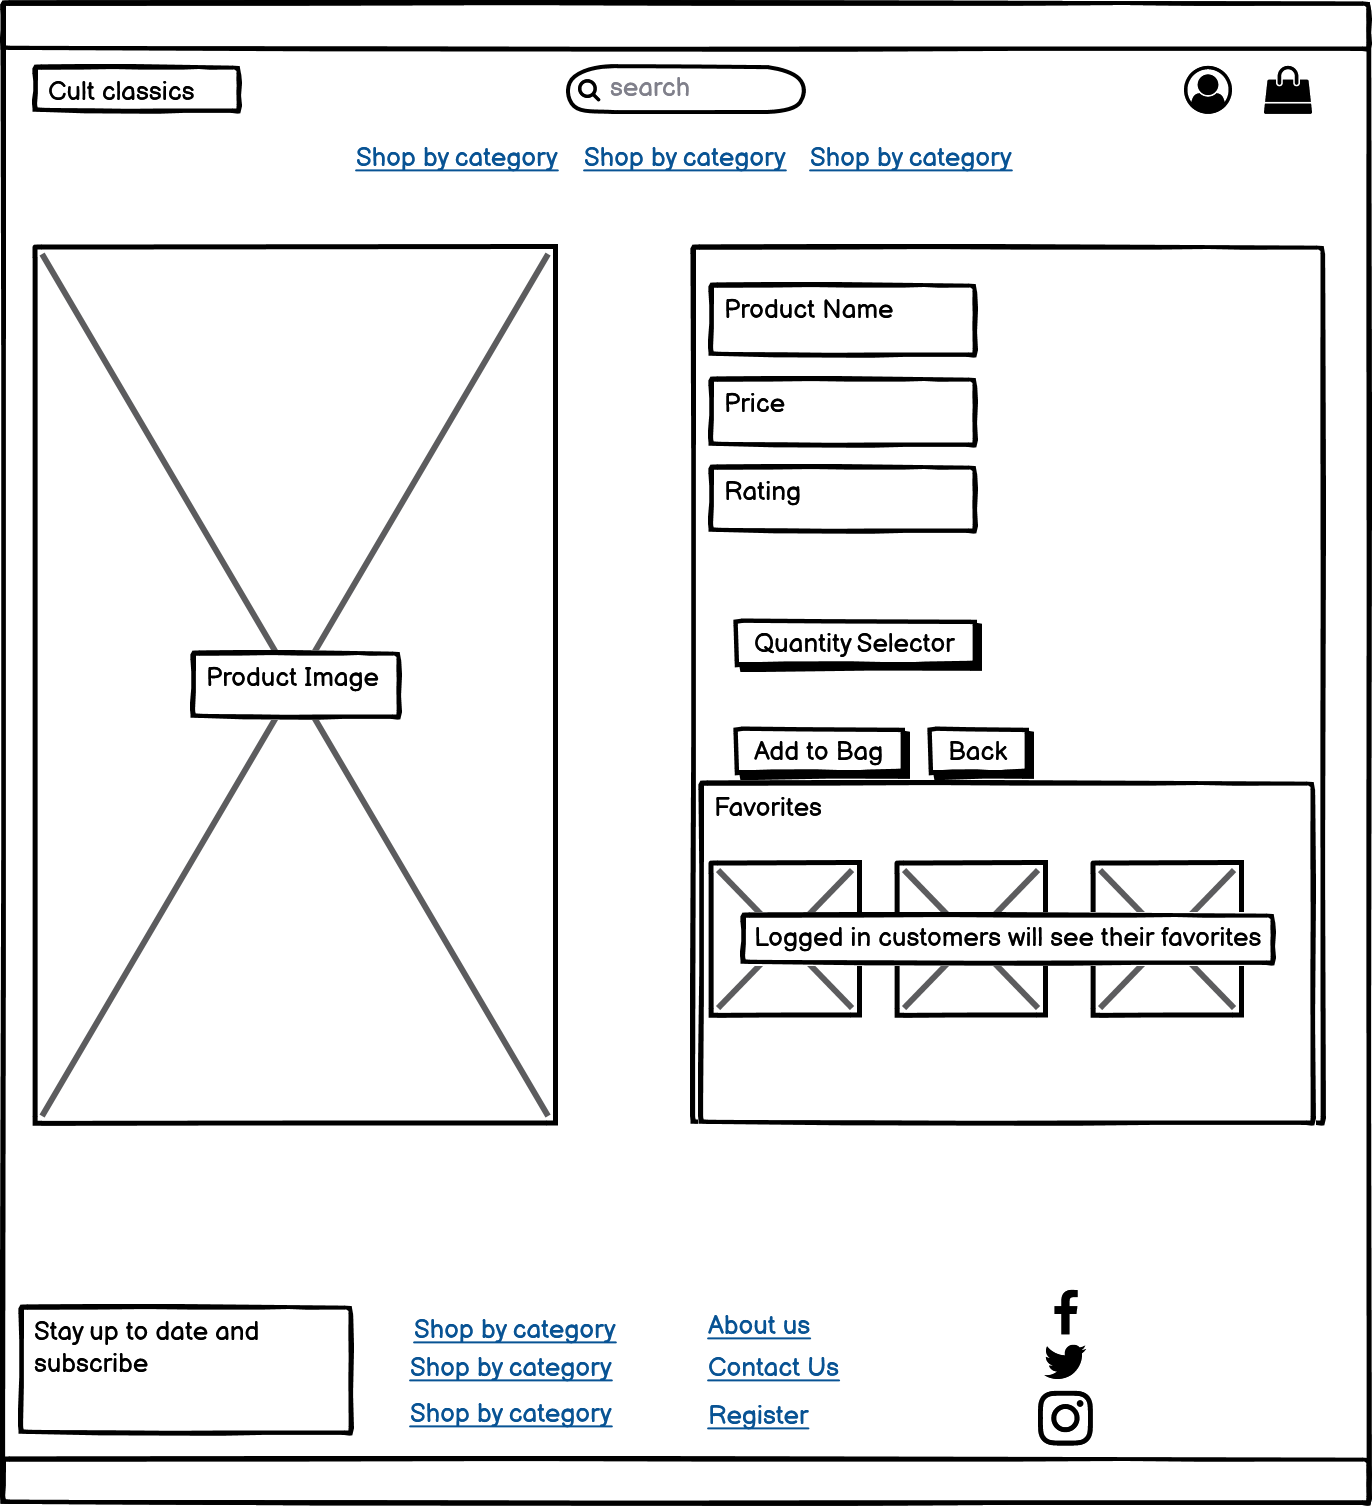 Cult classics
search
Shop by category
Shop by category
Shop by category
Product Image
Product Name
Price
Rating
Quantity Selector
Add to Bag
Back
Favorites
Logged in customers will see their favorites
Stay up to date and
subscribe
Shop by category
Shop by category
Shop by category
About us
Contact Us
Register